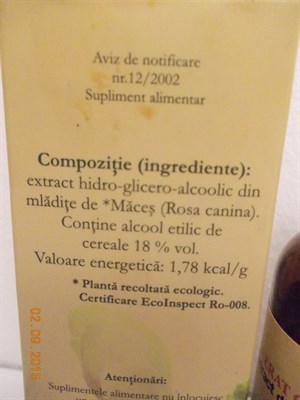 Aviz de notificare
nr.12/2002
Supliment alimentar
Compoziție (ingrediente):
extract hidro-glicero-alcoolic din
mlădițe de *Măceș (Rosa canina).
Conține alcool etilic de
cereale 18 % vol.
Valoare energetică: 1,78 kcal/g
* Plantă recoltată ecologic.
Certificare EcoInspect Ro-008.
Atenționări:
Suplimentele alimentare nu înlocuiesc
02 09 2015